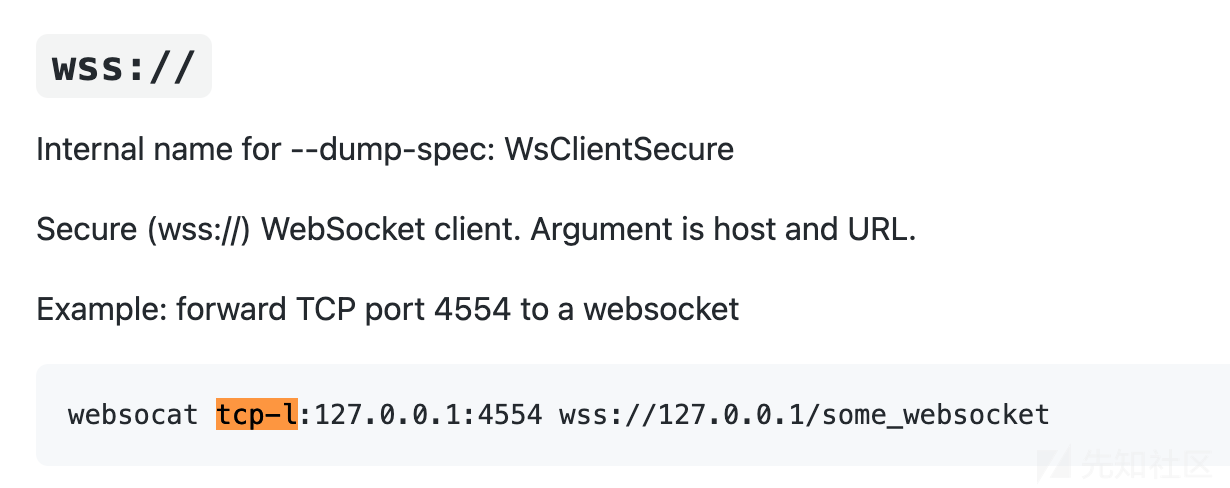 wss://
Internal name for --dump-spec: WsClientSecure
Secure (wss://) WebSocket client. Argument is host and URL.
Example: forward TCP port 4554 to a websocket
websocat tcp-l:127.0.0.1:4554 wss://127.0.0.1/some_websocket
先知社区